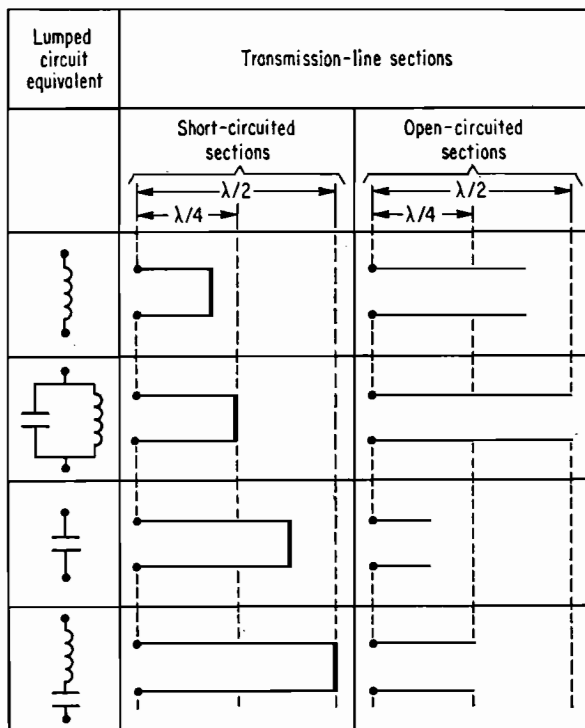 Lumped
circuit
equivalent
Transmission-line sections
Short-circuited
sections
Open-circuited
sections
λ/2
λ/2
λ/4
λ/4